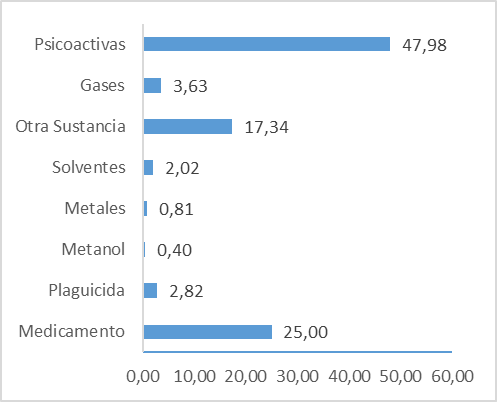 Psicoactivas 47,98
Gases 3,63
Otra Sustancia 17,34
Solventes 2,02
Metales 0,81
Metanol 0,40
Plaguicida 2,82
Medicamento 25,00
0,00 10,00 20,00 30,00 40,00 50,00 60,00